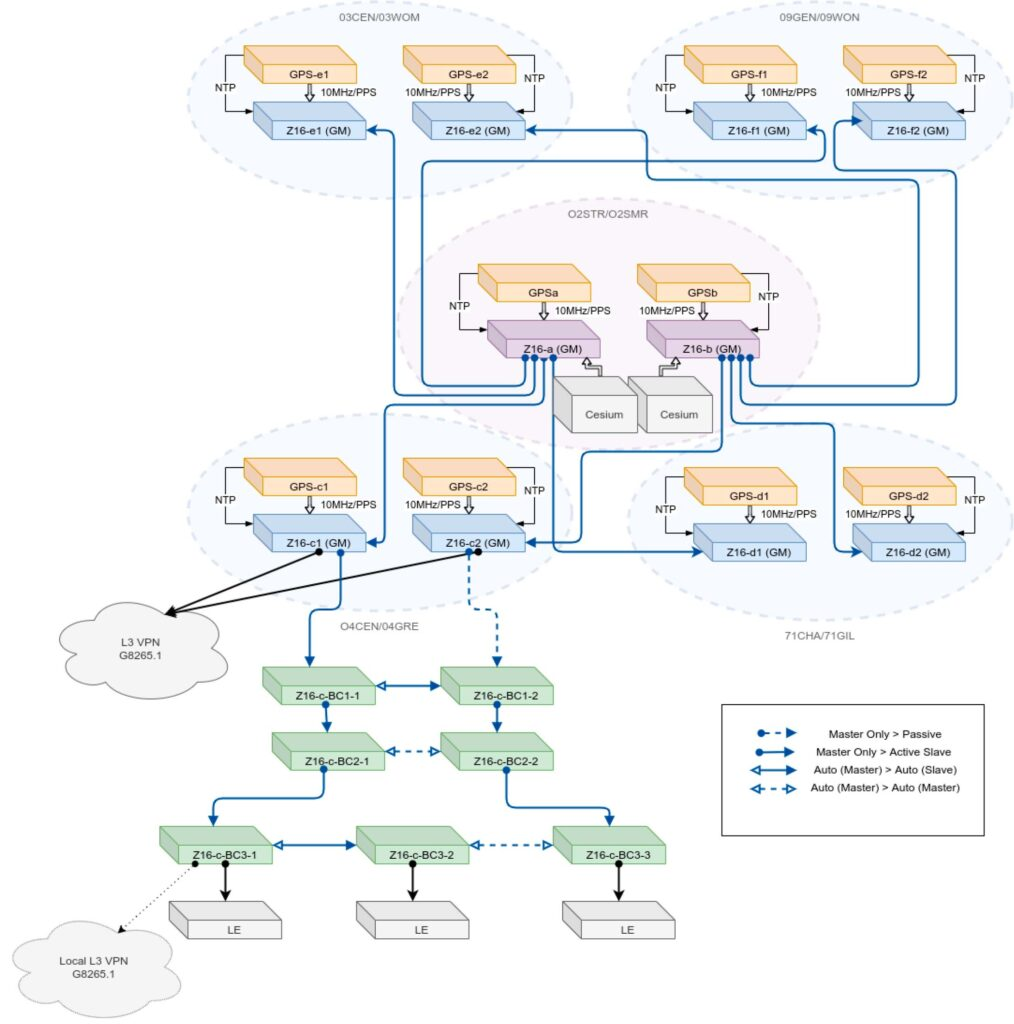 03CEN/03WOM
09GEN/09WON
GPS-e1
GPS-e2
GPS-f1
GPS-f2
NTP
10MHz/PPS
10MHz/PPS
NTP
NTP
10MHz/PPS
10MHz/PPS
NTP
Z16-e1 (GM)
Z16-e2 (GM)
Z16-f1 (GM)
Z16-f2 (GM)
O2STR/O2SMR
GPSa
GPSb
NTP
10MHz/PPS
10MHz/PPS
NTP
Z16-a (GM)
Z16-b (GM)
Cesium
Cesium
GPS-c1
GPS-c2
GPS-d1
GPS-d2
NTP
10MHz/PPS
10MHz/PPS
NTP
NTP
10MHz/PPS
10MHz/PPS
NTP
Z16-c1 (GM)
Z16-c2 (GM)
Z16-d1 (GM)
Z16-d2 (GM)
O4CEN/04GRE
71CHA/71GIL
L3 VPN
G8265.1
Z16-c-BC1-1
Z16-c-BC1-2
Z16-c-BC2-1
Z16-c-BC2-2
Master Only > Passive
Master Only > Active Slave
Auto (Master) > Auto (Slave)
Auto (Master) > Auto (Master)
Z16-c-BC3-1
Z16-c-BC3-2
Z16-c-BC3-3
LE
LE
LE
Local L3 VPN
G8265.1